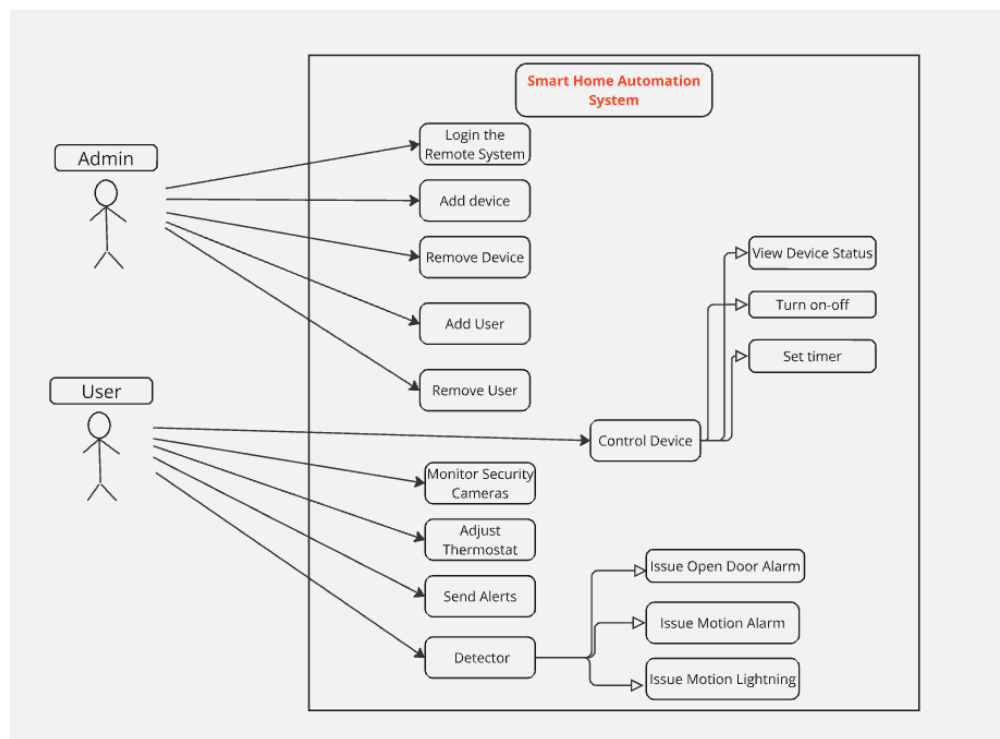 Smart Home Automation
System
Admin
Login the
Remote System
Add device
Remove Device
Add User
Remove User
View Device Status
Turn on-off
Set timer
User
Control Device
Monitor Security
Cameras
Adjust
Thermostat
Send Alerts
Detector
Issue Open Door Alarm
Issue Motion Alarm
Issue Motion Lightning